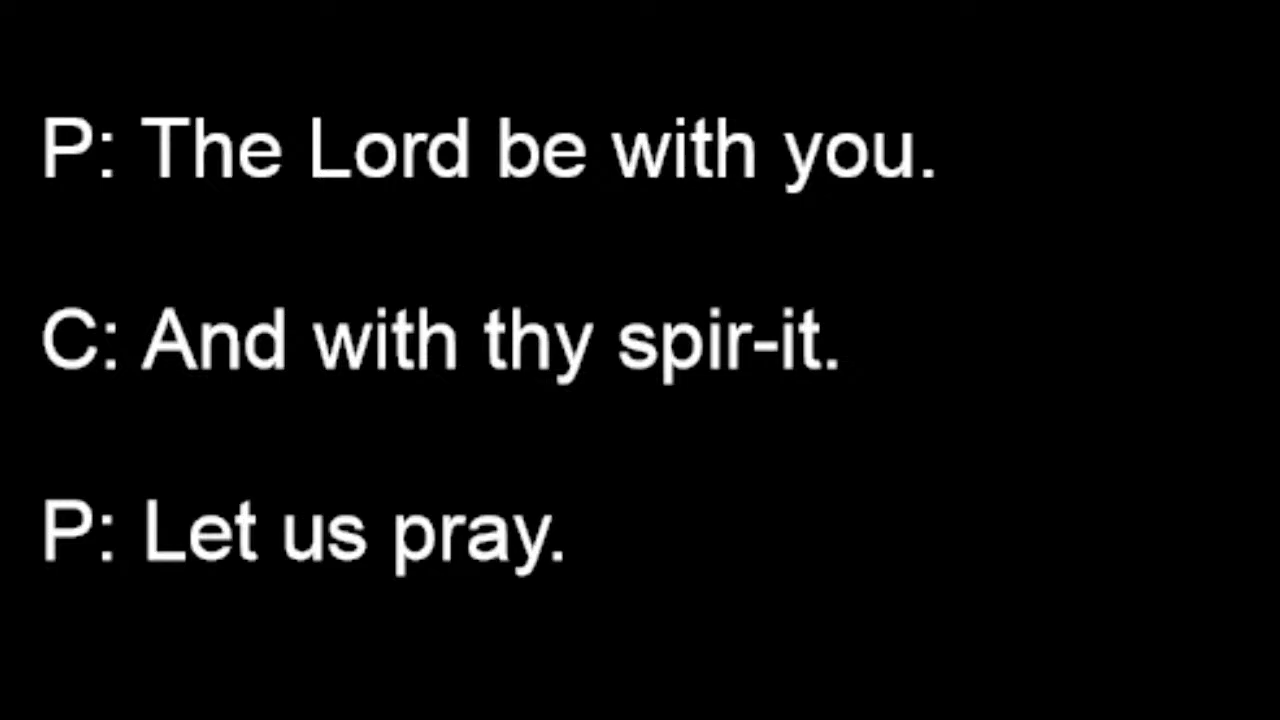 P: The Lord be with you.
C: And with thy spir-it.
P: Let us pray.